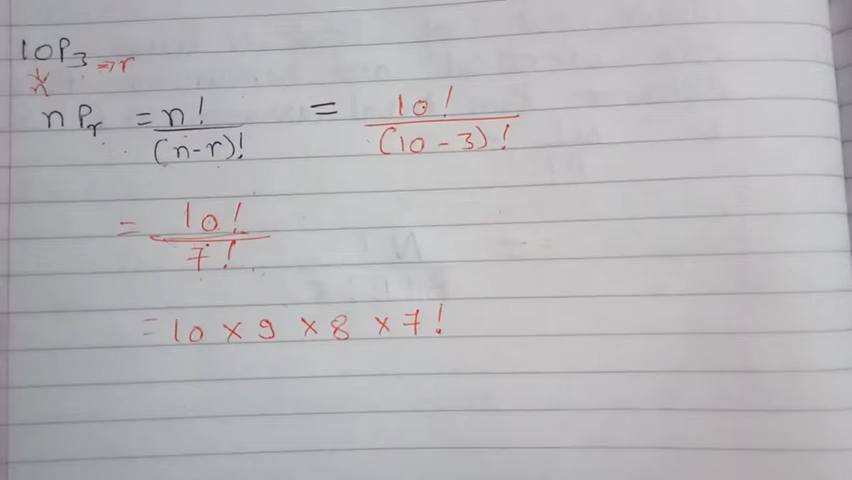 10P3 ⇒ r
n
nPr = n!/(n-r)! = 10!/(10-3)!
= 10!/7!
= 10 × 9 × 8 × 7!